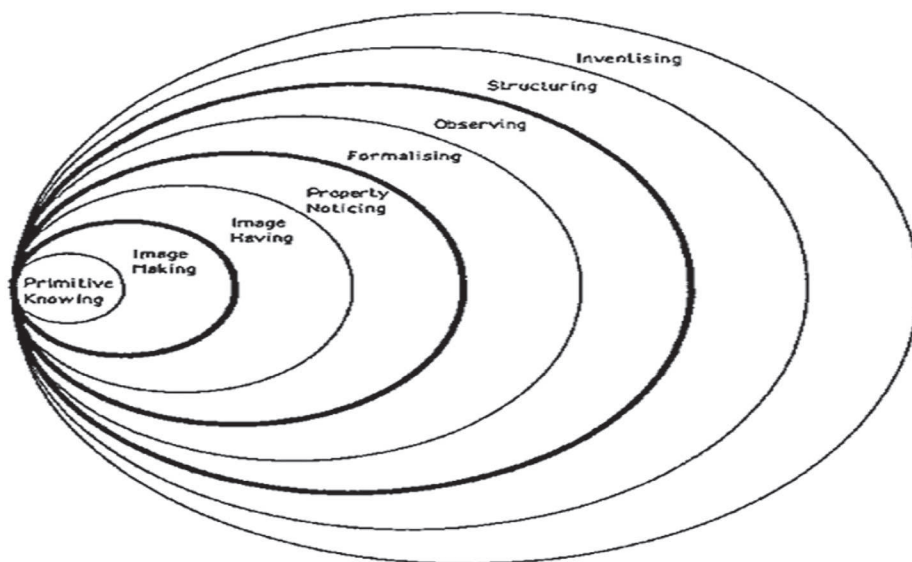 Inventising
Structuring
Observing
Formalising
Property
Noticing
Image
Having
Image
Making
Primitive
Knowing